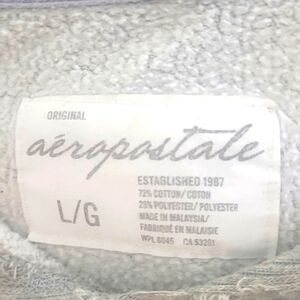 ORIGINAL
aéropostale
ESTABLISHED 1987
72% COTTON/ COTON
28% POLYESTER/ POLYESTER
L/G
MADE IN MALAYSIA/
FABRIQUÉ EN MALAISIE
WPL 8045 CA 53201